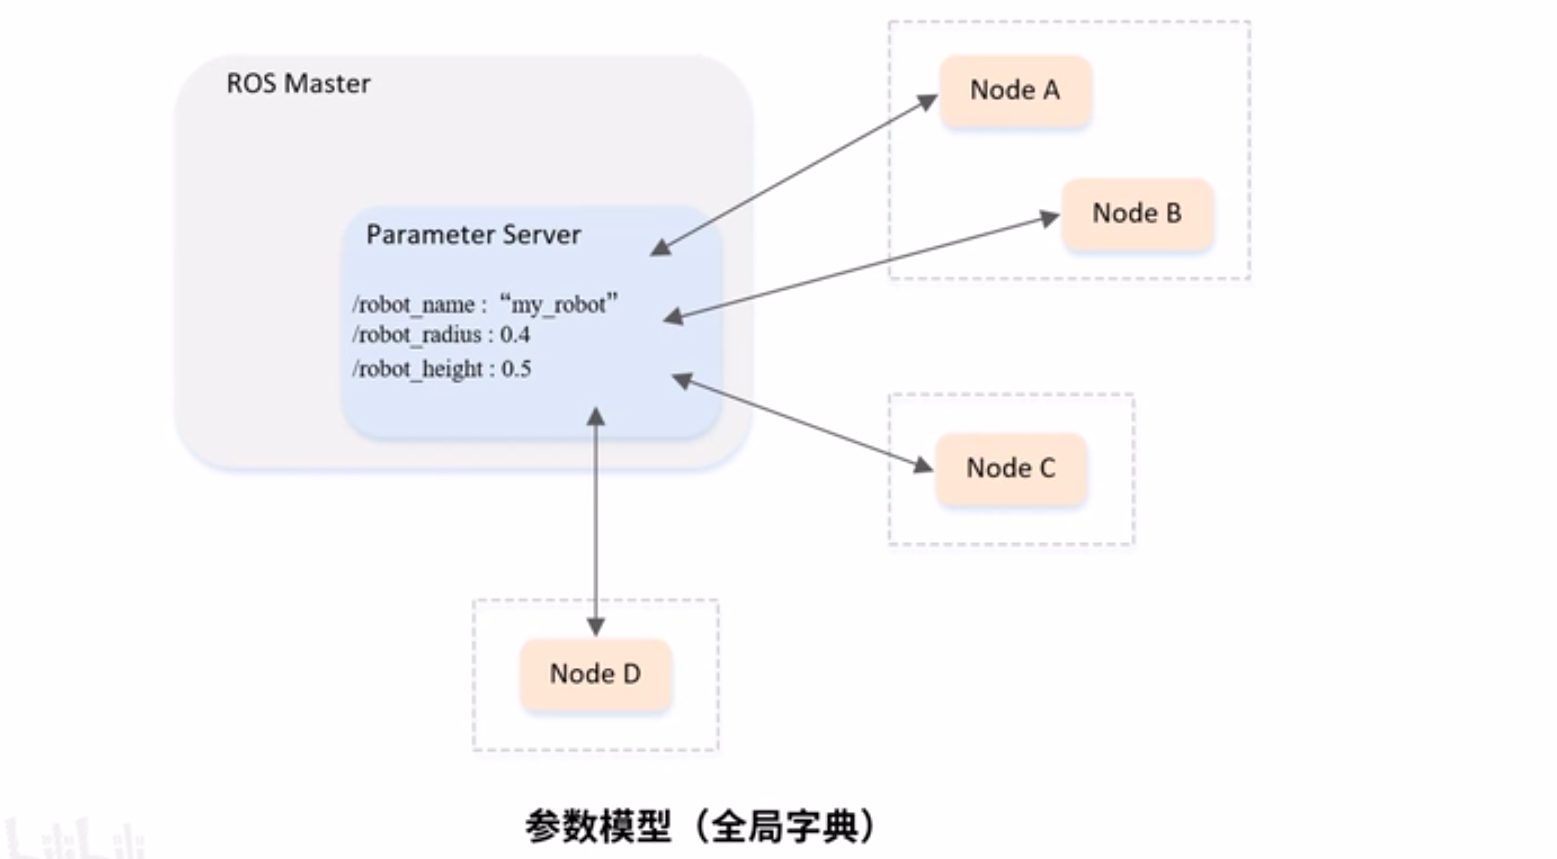 ROS Master
Parameter Server
/robot_name : “my_robot”
/robot_radius : 0.4
/robot_height : 0.5
Node A
Node B
Node C
Node D
参数模型（全局字典）